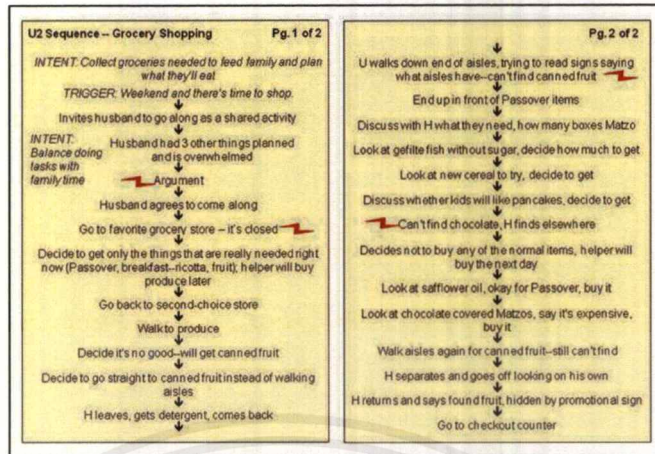 U2 Sequence -- Grocery Shopping Pg. 1 of 2
INTENT: Collect groceries needed to feed family and plan
what they'll eat
TRIGGER: Weekend and there's time to shop.
Invites husband to go along as a shared activity
INTENT:
Balance doing
tasks with
family time
Husband had 3 other things planned
and is overwhelmed
Argument
Husband agrees to come along
Go to favorite grocery store -- it's closed
Decide to get only the things that are really needed right
now (Passover, breakfast--ricotta, fruit); helper will buy
produce later
Go back to second-choice store
Walk to produce
Decide it's no good--will get canned fruit
Decide to go straight to canned fruit instead of walking
aisles
H leaves, gets detergent, comes back
Pg. 2 of 2
U walks down end of aisles, trying to read signs saying
what aisles have--can't find canned fruit
End up in front of Passover items
Discuss with H what they need, how many boxes Matzo
Look at gefilte fish without sugar, decide how much to get
Look at new cereal to try, decide to get
Discuss whether kids will like pancakes, decide to get
Can't find chocolate, H finds elsewhere
Decides not to buy any of the normal items, helper will
buy the next day
Look at safflower oil, okay for Passover, buy it
Look at chocolate covered Matzos, say it's expensive,
buy it
Walk aisles again for canned fruit--still can't find
H separates and goes off looking on his own
H returns and says found fruit, hidden by promotional sign
Go to checkout counter